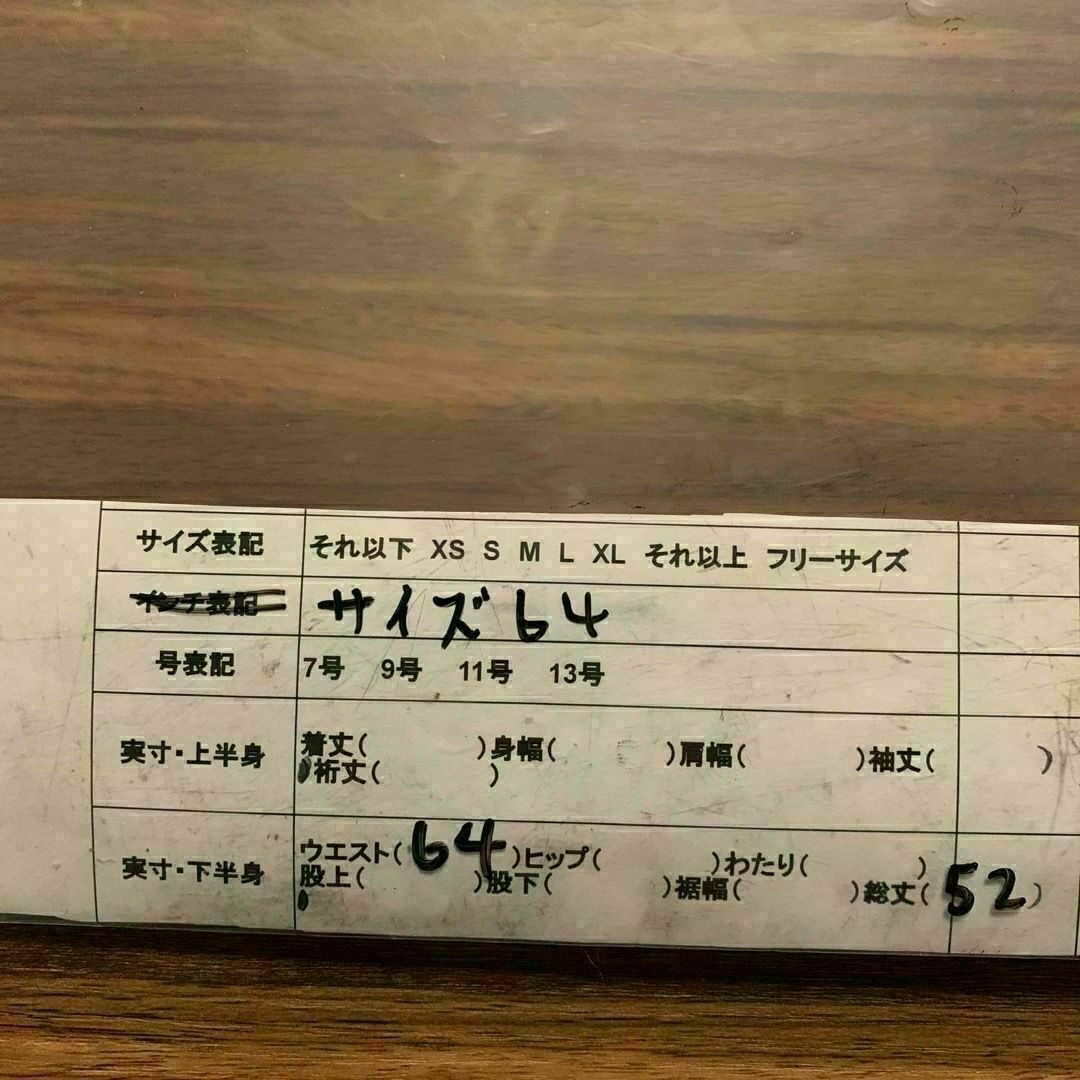 サイズ表記 それ以下 XS S M L XL それ以上 フリーサイズ
インチ表記 サイズ64
号表記 7号 9号 11号 13号
実寸・上半身 着丈( )身幅( )肩幅( )袖丈( )
裄丈( )
実寸・下半身 ウエスト(64)ヒップ( )わたり( )
股上( )股下( )裾幅( )総丈(52)